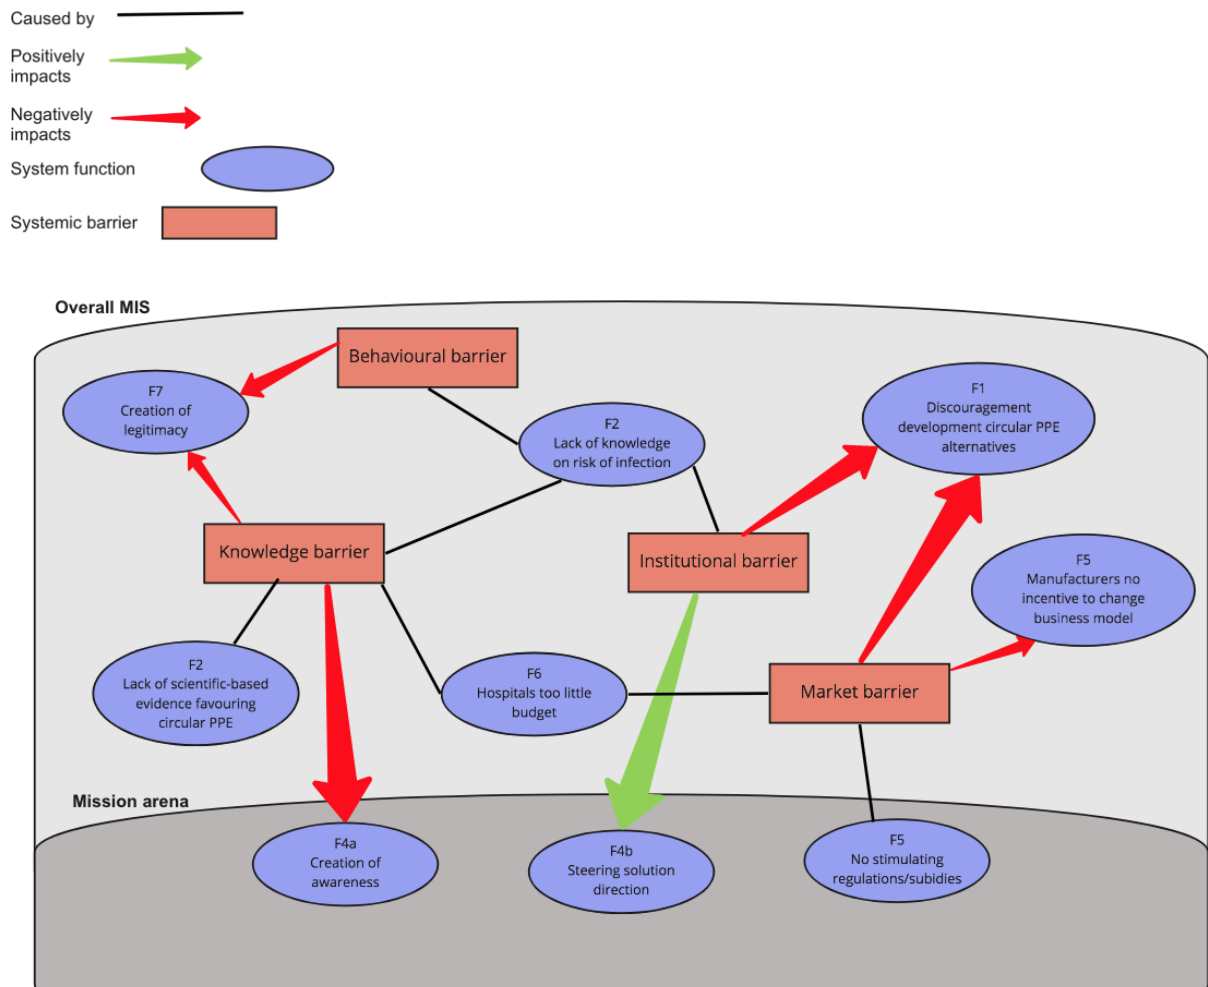 Caused by
Positively
impacts
Negatively
impacts
System function
Systemic barrier
Overall MIS
Behavioural barrier
F7
Creation of
legitimacy
F2
Lack of knowledge
on risk of infection
F1
Discouragement
development circular PPE
alternatives
Knowledge barrier
Institutional barrier
F5
Manufacturers no
incentive to change
business model
F2
Lack of scientific-based
evidence favouring
circular PPE
F6
Hospitals too little
budget
Market barrier
Mission arena
F4a
Creation of
awareness
F4b
Steering solution
direction
F5
No stimulating
regulations/subidies